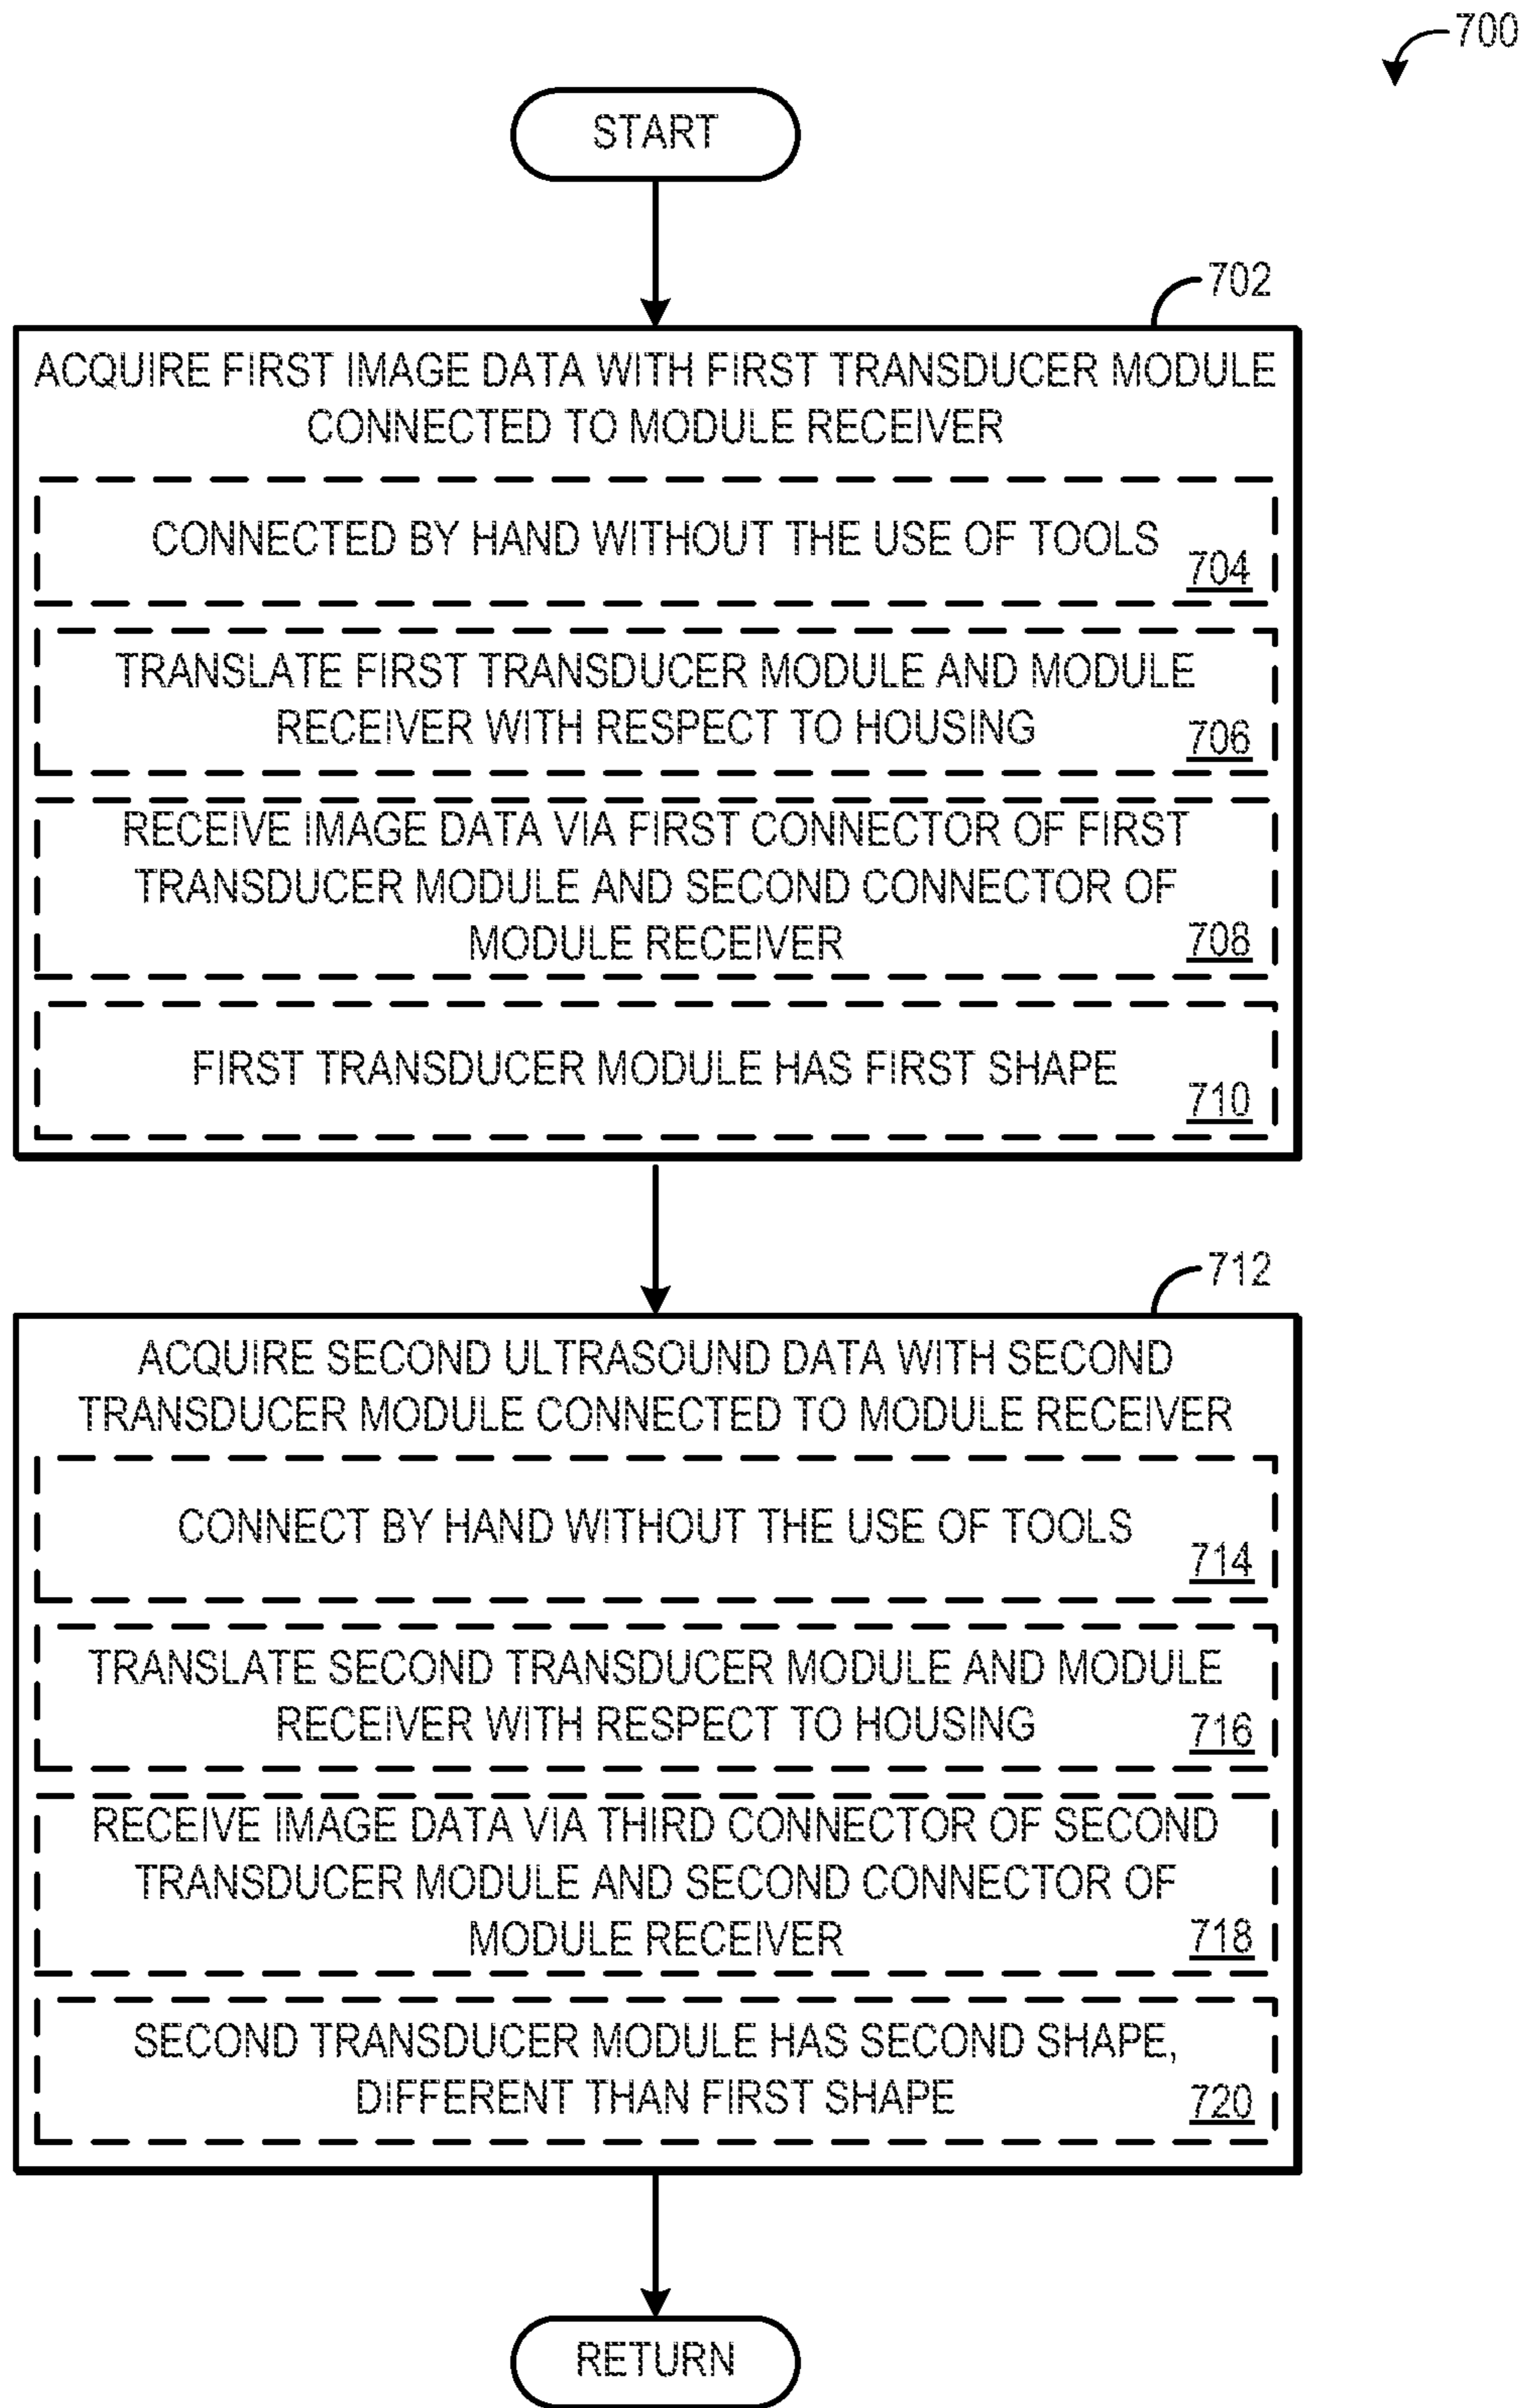 700
START
702
ACQUIRE FIRST IMAGE DATA WITH FIRST TRANSDUCER MODULE
CONNECTED TO MODULE RECEIVER
CONNECTED BY HAND WITHOUT THE USE OF TOOLS
704
TRANSLATE FIRST TRANSDUCER MODULE AND MODULE
RECEIVER WITH RESPECT TO HOUSING
706
RECEIVE IMAGE DATA VIA FIRST CONNECTOR OF FIRST
TRANSDUCER MODULE AND SECOND CONNECTOR OF
MODULE RECEIVER
708
FIRST TRANSDUCER MODULE HAS FIRST SHAPE
710
712
ACQUIRE SECOND ULTRASOUND DATA WITH SECOND
TRANSDUCER MODULE CONNECTED TO MODULE RECEIVER
CONNECT BY HAND WITHOUT THE USE OF TOOLS
714
TRANSLATE SECOND TRANSDUCER MODULE AND MODULE
RECEIVER WITH RESPECT TO HOUSING
716
RECEIVE IMAGE DATA VIA THIRD CONNECTOR OF SECOND
TRANSDUCER MODULE AND SECOND CONNECTOR OF
MODULE RECEIVER
718
SECOND TRANSDUCER MODULE HAS SECOND SHAPE,
DIFFERENT THAN FIRST SHAPE
720
RETURN